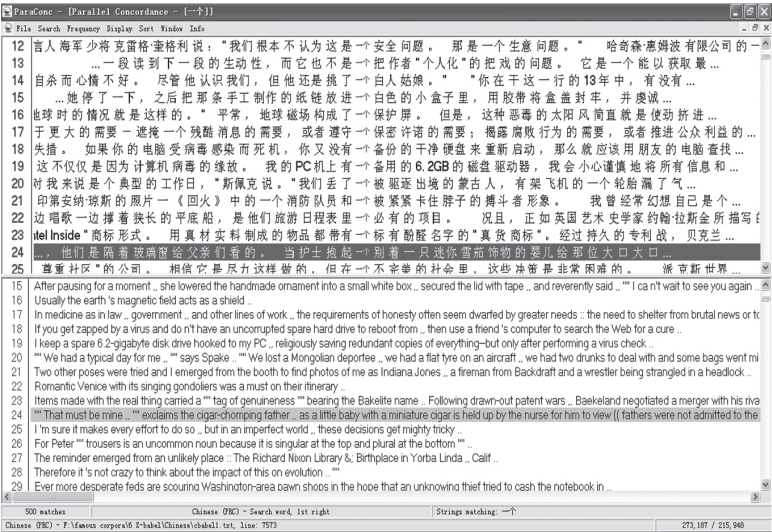 ParaConc - [Parallel Concordance - [一个]]
File Search Frequency Display Sort Window Info
12 言人海军少将克雷格·奎格利说："我们根本不认为这是一个安全问题。 那是一个生意问题。" 哈奇森·惠姆波有限公司的一
13 ...一段读到下一段的生动性，而它也不是一个把作者"个人化"的把戏的问题。 它是一个能以获取最...
14 自杀而心情不好。 尽管他认识我们，但他还是挑了一个白人姑娘。" "你在干这一行的13年中，有没有...
15 ...她停了一下，之后把那条手工制作的纸链放进一个白色的小盒子里，用胶带将盒盖封牢，并虔诚...
16 地球时的情况就是这样的。" 平常，地球磁场构成了一个保护屏。 但是，这种恶毒的太阳风简直就是使劲挤进...
17 于更大的需要－遮掩一个残酷消息的需要，或者遵守一个保密许诺的需要；揭露腐败行为的需要，或者推进公众利益的...
18 失措。 如果你的电脑受病毒感染而死机，你又没有一个备份的干净硬盘来重新启动，那么就应该用朋友的电脑查找...
19 这不仅仅是因为计算机病毒的缘故。 我的PC机上有一个备用的6.2GB的磁盘驱动器，我会小心谨慎地将所有信息和...
20 对我来说是个典型的工作日，"斯佩克说。"我们丢了一个被驱逐出境的蒙古人，有架飞机的一个轮胎漏了气...
21 印第安纳·琼斯的照片一《回火》中的一个消防队员和一个被紧紧卡住脖子的搏斗者形象。 我曾经常幻想自己是个...
22 边唱歌一边撑着狭长的平底船，是他们旅游日程表里一个必有的项目。 况且，正如英国艺术史学家约翰·拉斯金所描写的
23 ntel Inside"商标形式。 用真材实料制成的物品都带有一个标有酚醛名字的"真货商标"。 经过持久的专利战，贝克兰...
24 ...，他们是隔着玻璃窗给父亲们看的。 当护士抱起一个别着一只迷你雪茄饰物的婴儿给那位大口大口...
25 尊重社区"的公司。 相信它是尽力这样做的，但在一个不完美的社会里，这些决策是非常困难的。 派克斯世界...
15 After pausing for a moment ,, she lowered the handmade ornament into a small white box ,, secured the lid with tape ,, and reverently said ,, "" I ca n't wait to see you again ..
16 Usually the earth 's magnetic field acts as a shield ..
17 In medicine as in law ,, government ,, and other lines of work ,, the requirements of honesty often seem dwarfed by greater needs :: the need to shelter from brutal news or to
18 If you get zapped by a virus and do n't have an uncorrupted spare hard drive to reboot from ,, then use a friend 's computer to search the Web for a cure ..
19 I keep a spare 6.2-gigabyte disk drive hooked to my PC ,, religiously saving redundant copies of everything—but only after performing a virus check ..
20 "" We had a typical day for me ,, "" says Spake .. "" We lost a Mongolian deportee ,, we had a flat tyre on an aircraft ,, we had two drunks to deal with and some bags went mi
21 Two other poses were tried and I emerged from the booth to find photos of me as Indiana Jones ,, a fireman from Backdraft and a wrestler being strangled in a headlock ..
22 Romantic Venice with its singing gondoliers was a must on their itinerary ..
23 Items made with the real thing carried a "" tag of genuineness "" bearing the Bakelite name .. Following drawn-out patent wars ,, Baekeland negotiated a merger with his riva
24 "" That must be mine ,, "" exclaims the cigar-chomping father ,, as a little baby with a miniature cigar is held up by the nurse for him to view (( fathers were not admitted to the
25 I 'm sure it makes every effort to do so ,, but in an imperfect world ,, these decisions get mighty tricky ..
26 For Peter "" trousers is an uncommon noun because it is singular at the top and plural at the bottom "" ..
27 The reminder emerged from an unlikely place :: The Richard Nixon Library &; Birthplace in Yorba Linda ,, Calif ..
28 Therefore it 's not crazy to think about the impact of this on evolution .. ""
29 Ever more desperate feds are scouring Washington-area pawn shops in the hope that an unknowing thief tried to cash the notebook in ..
500 matches Chinese (PRC) - Search word, 1st right Strings matching: 一个
Chinese (PRC) - F:\famous corpora\6 X-babel\Chinese\cbabel1.txt, line: 7573 273,187 / 215,948